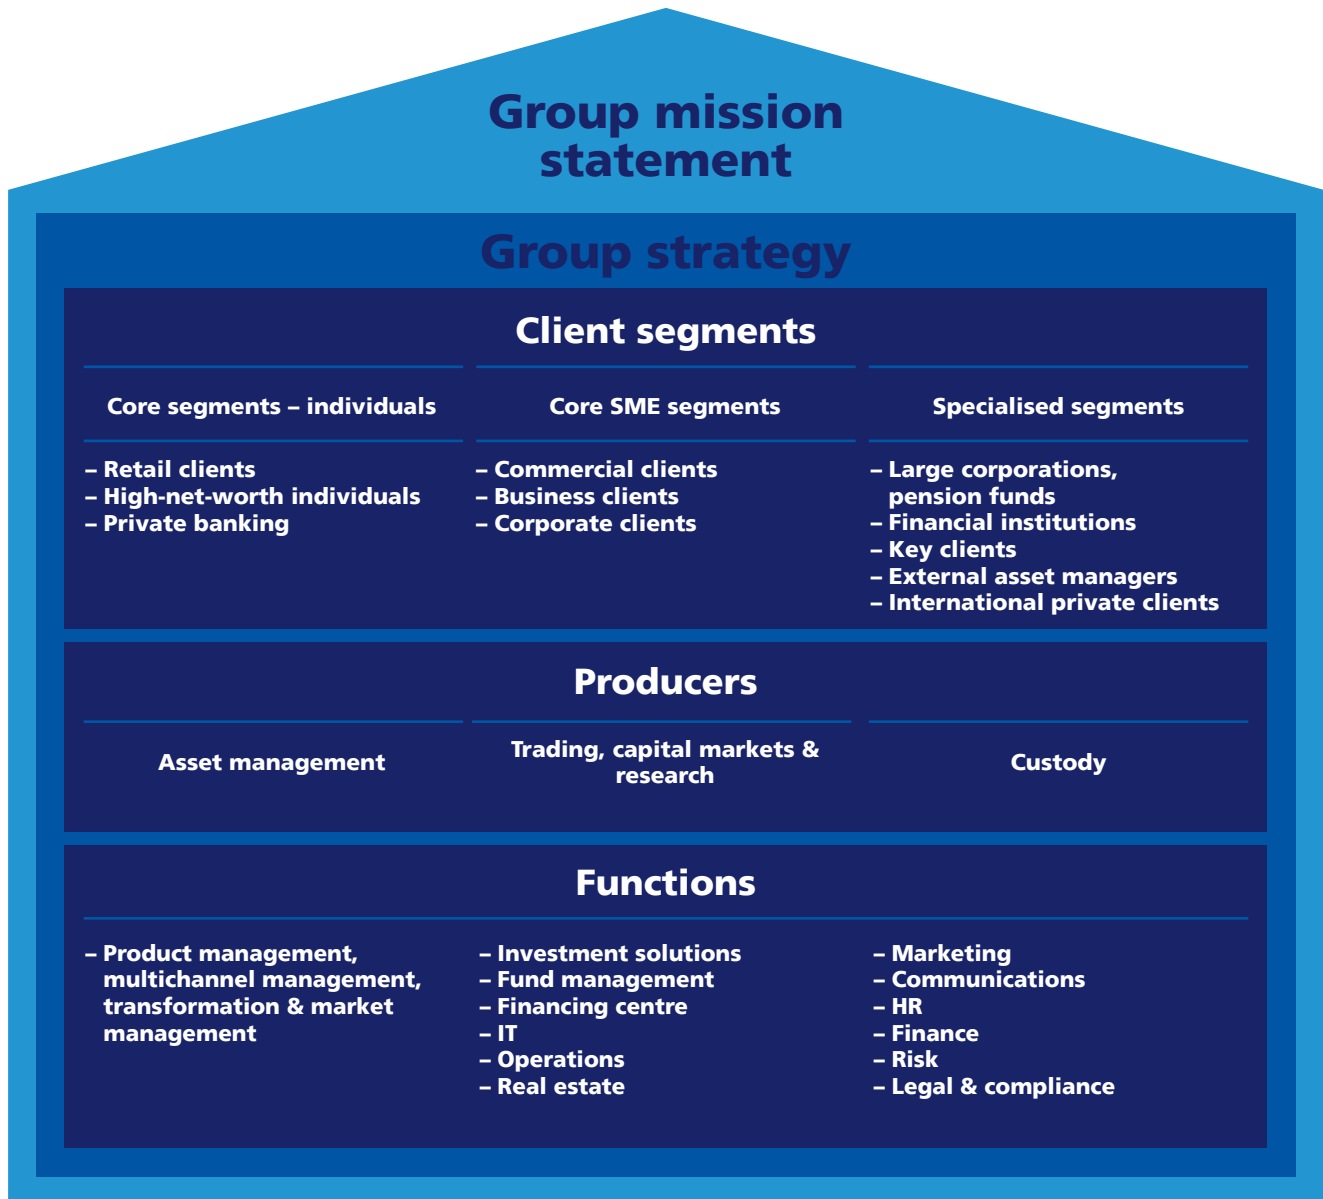 Group mission
statement
Group strategy
Client segments
Core segments – individuals
– Retail clients
– High-net-worth individuals
– Private banking
Core SME segments
– Commercial clients
– Business clients
– Corporate clients
Specialised segments
– Large corporations,
pension funds
– Financial institutions
– Key clients
– External asset managers
– International private clients
Producers
Asset management
Trading, capital markets &
research
Custody
Functions
– Product management,
multichannel management,
transformation & market
management
– Investment solutions
– Fund management
– Financing centre
– IT
– Operations
– Real estate
– Marketing
– Communications
– HR
– Finance
– Risk
– Legal & compliance